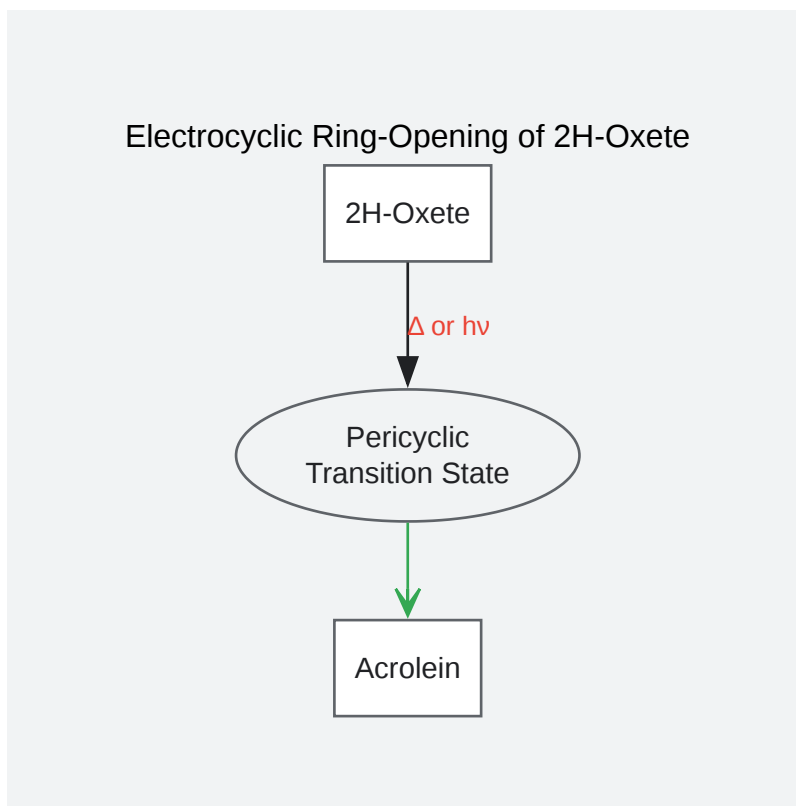 Electrocyclic Ring-Opening of 2H-Oxete
2H-Oxete
Δ or hν
Pericyclic
Transition State
Acrolein